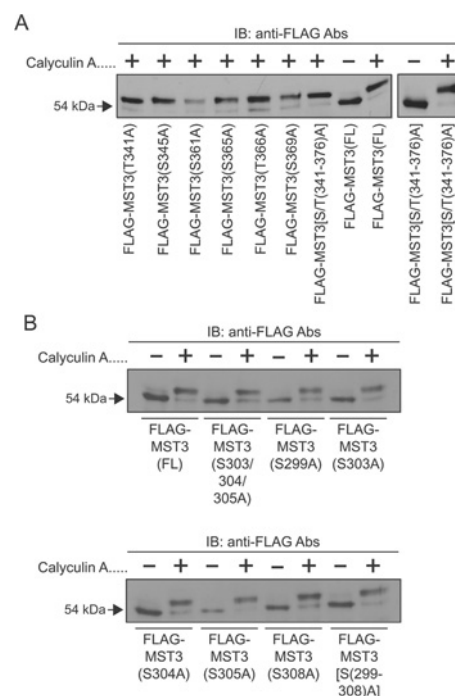 A
IB: anti-FLAG Abs
Calyculin A..... + + + + + + + − + − +
54 kDa
FLAG-MST3(T341A)
FLAG-MST3(S345A)
FLAG-MST3(S361A)
FLAG-MST3(S365A)
FLAG-MST3(T366A)
FLAG-MST3(S369A)
FLAG-MST3[S/T(341-376)A]
FLAG-MST3(FL)
FLAG-MST3(FL)
FLAG-MST3[S/T(341-376)A]
FLAG-MST3[S/T(341-376)A]
B
IB: anti-FLAG Abs
Calyculin A..... − + − + − + − +
54 kDa
FLAG- FLAG- FLAG- FLAG-
MST3 MST3 MST3 MST3
(FL) (S303/ (S299A) (S303A)
304/
305A)
IB: anti-FLAG Abs
Calyculin A..... − + − + − + − +
54 kDa
FLAG- FLAG- FLAG- FLAG-
MST3 MST3 MST3 MST3
(S304A) (S305A) (S308A) [S(299-
308)A]